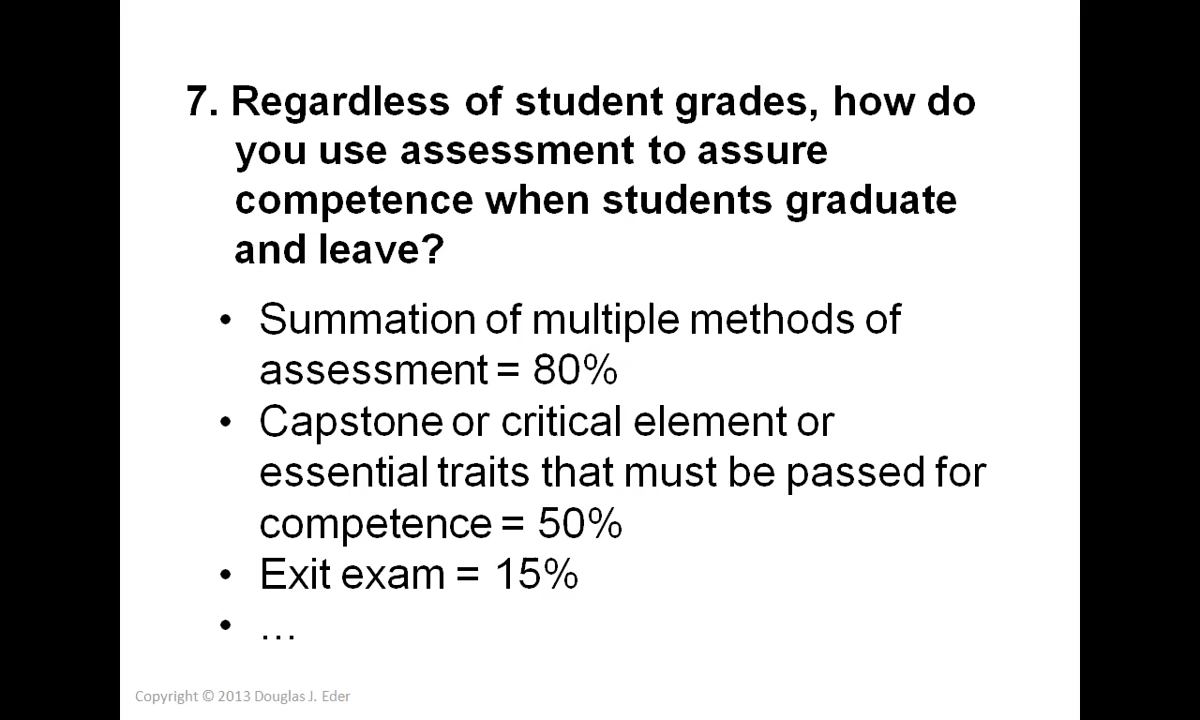 7. Regardless of student grades, how do
you use assessment to assure
competence when students graduate
and leave?
• Summation of multiple methods of
assessment = 80%
• Capstone or critical element or
essential traits that must be passed for
competence = 50%
• Exit exam = 15%
• …
Copyright © 2013 Douglas J. Eder